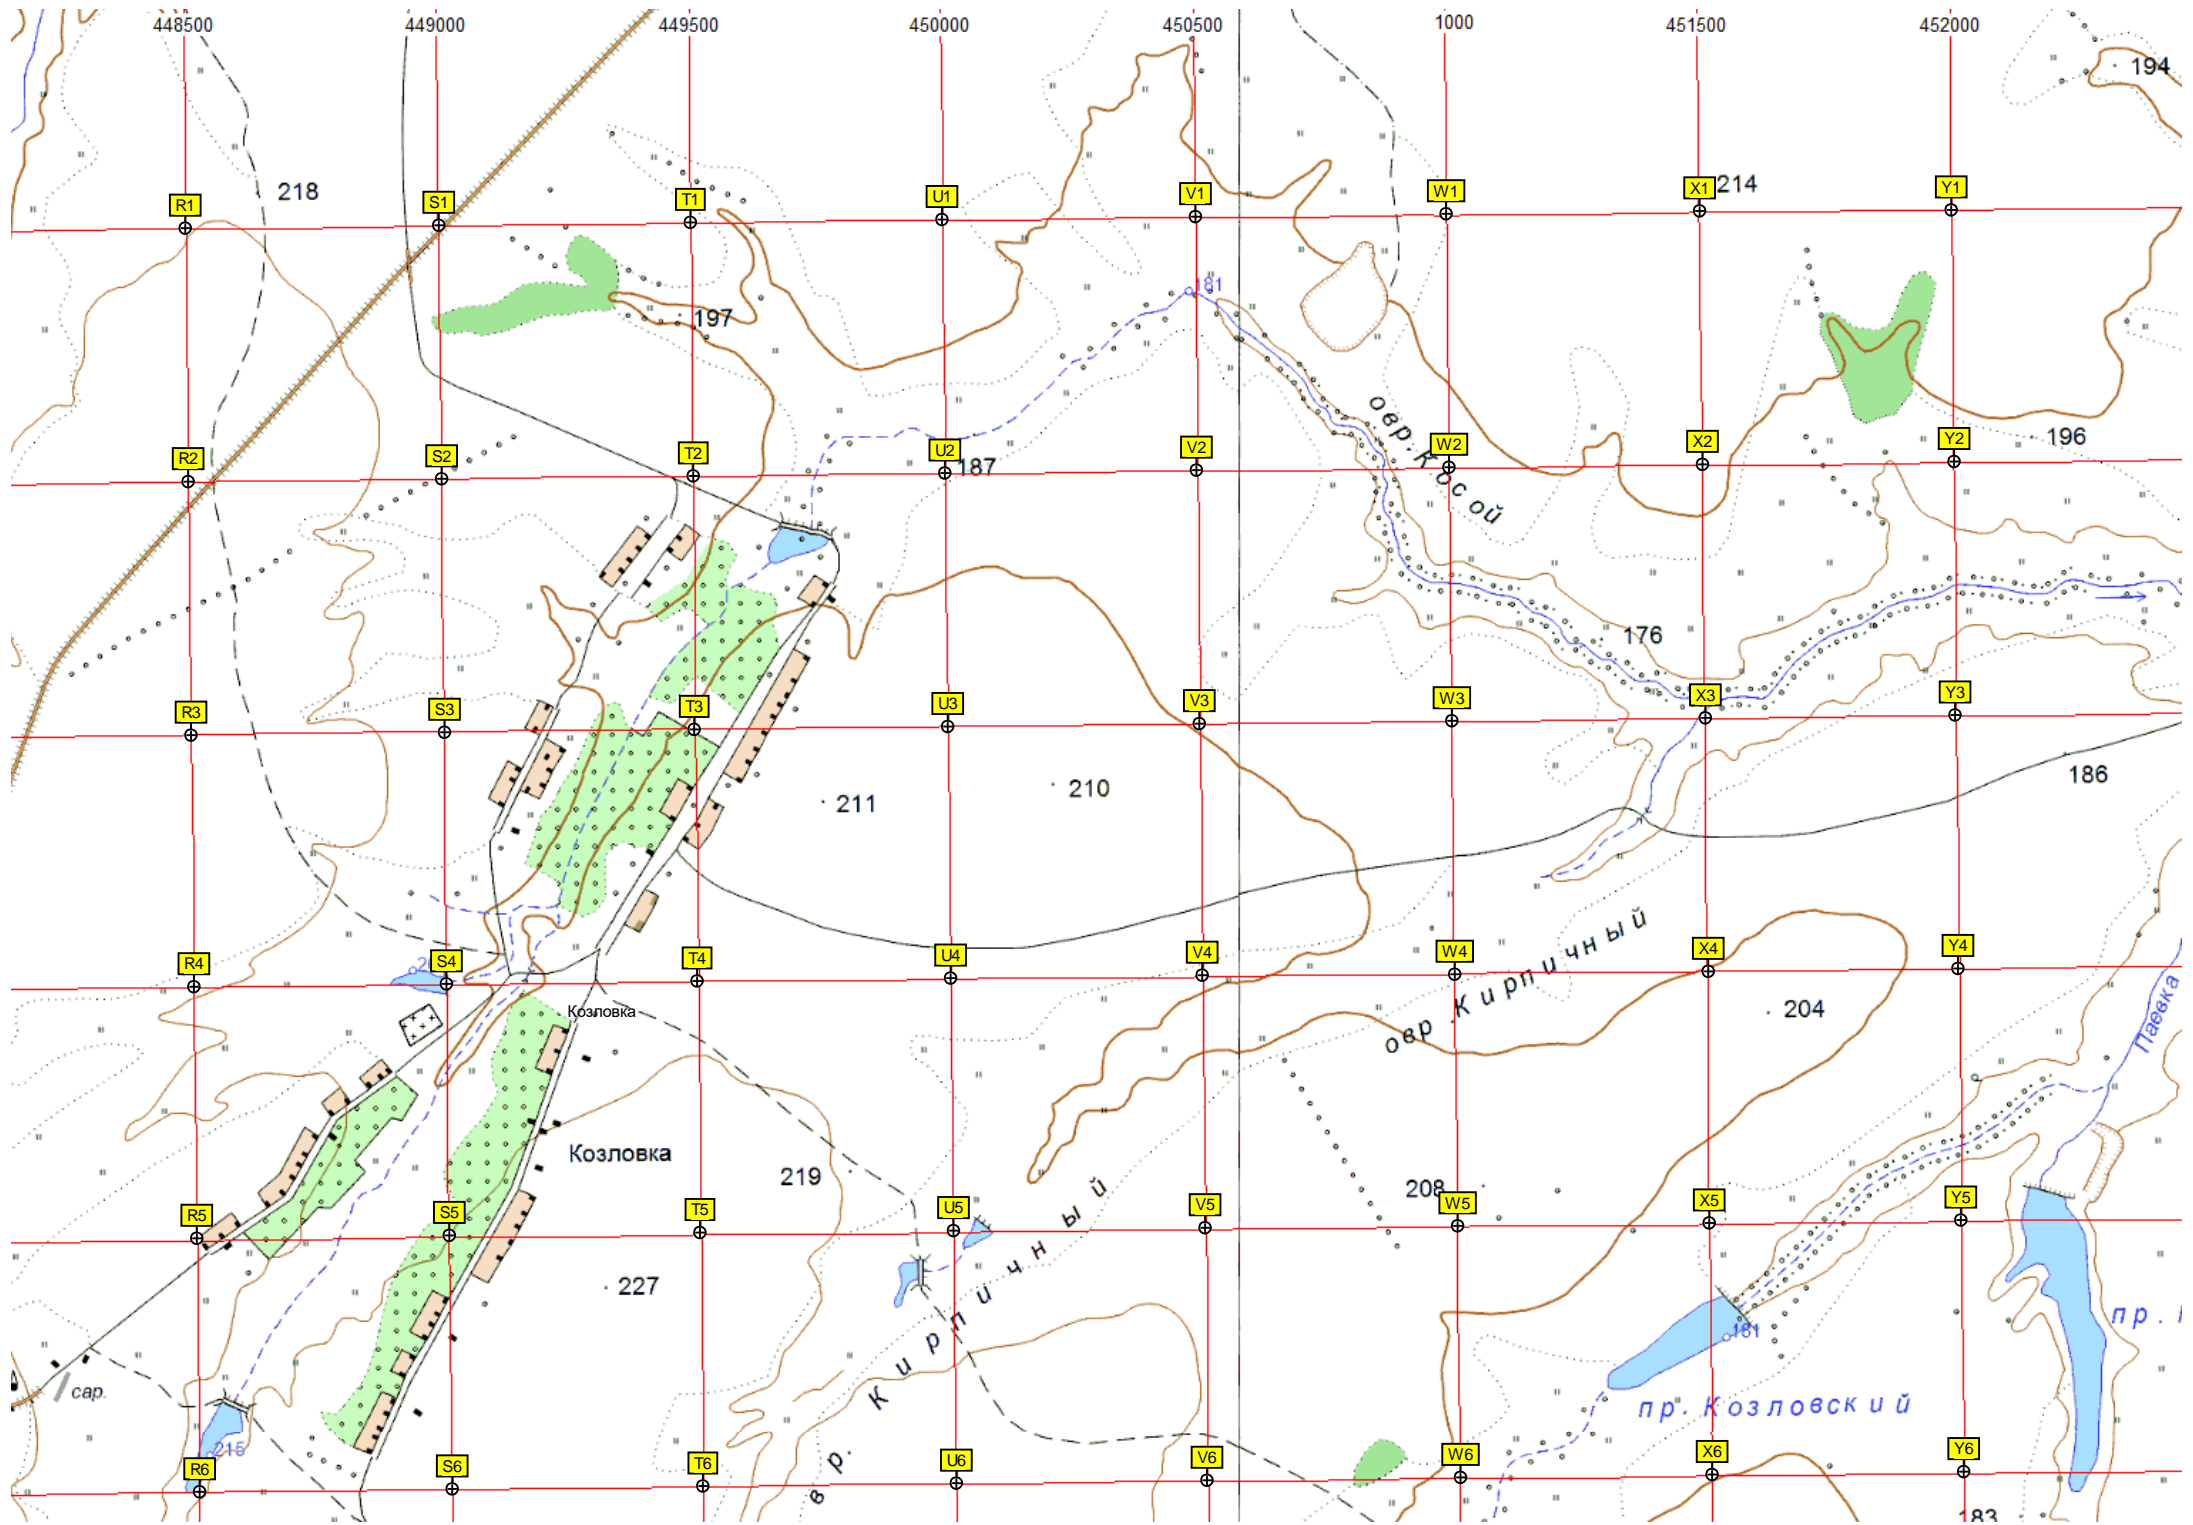 448500 449000 449500 450000 450500 1000 451500 452000
194
218
R1 S1 T1 U1 V1 W1 X1 214 Y1
181
197
овр. Косой
196
R2 S2 T2 U2 V2 W2 X2 Y2
187
176
R3 S3 T3 U3 V3 W3 X3 Y3
186
210
211
овр Кирпичный
R4 S4 T4 U4 V4 W4 X4 Y4
Козловка
204
Паевка
Козловка
219
208
R5 S5 T5 U5 V5 W5 X5 Y5
227
Кирпичный
181
пр.
сар.
пр. Козловский
215
в р.
R6 S6 T6 U6 V6 W6 X6 Y6
183